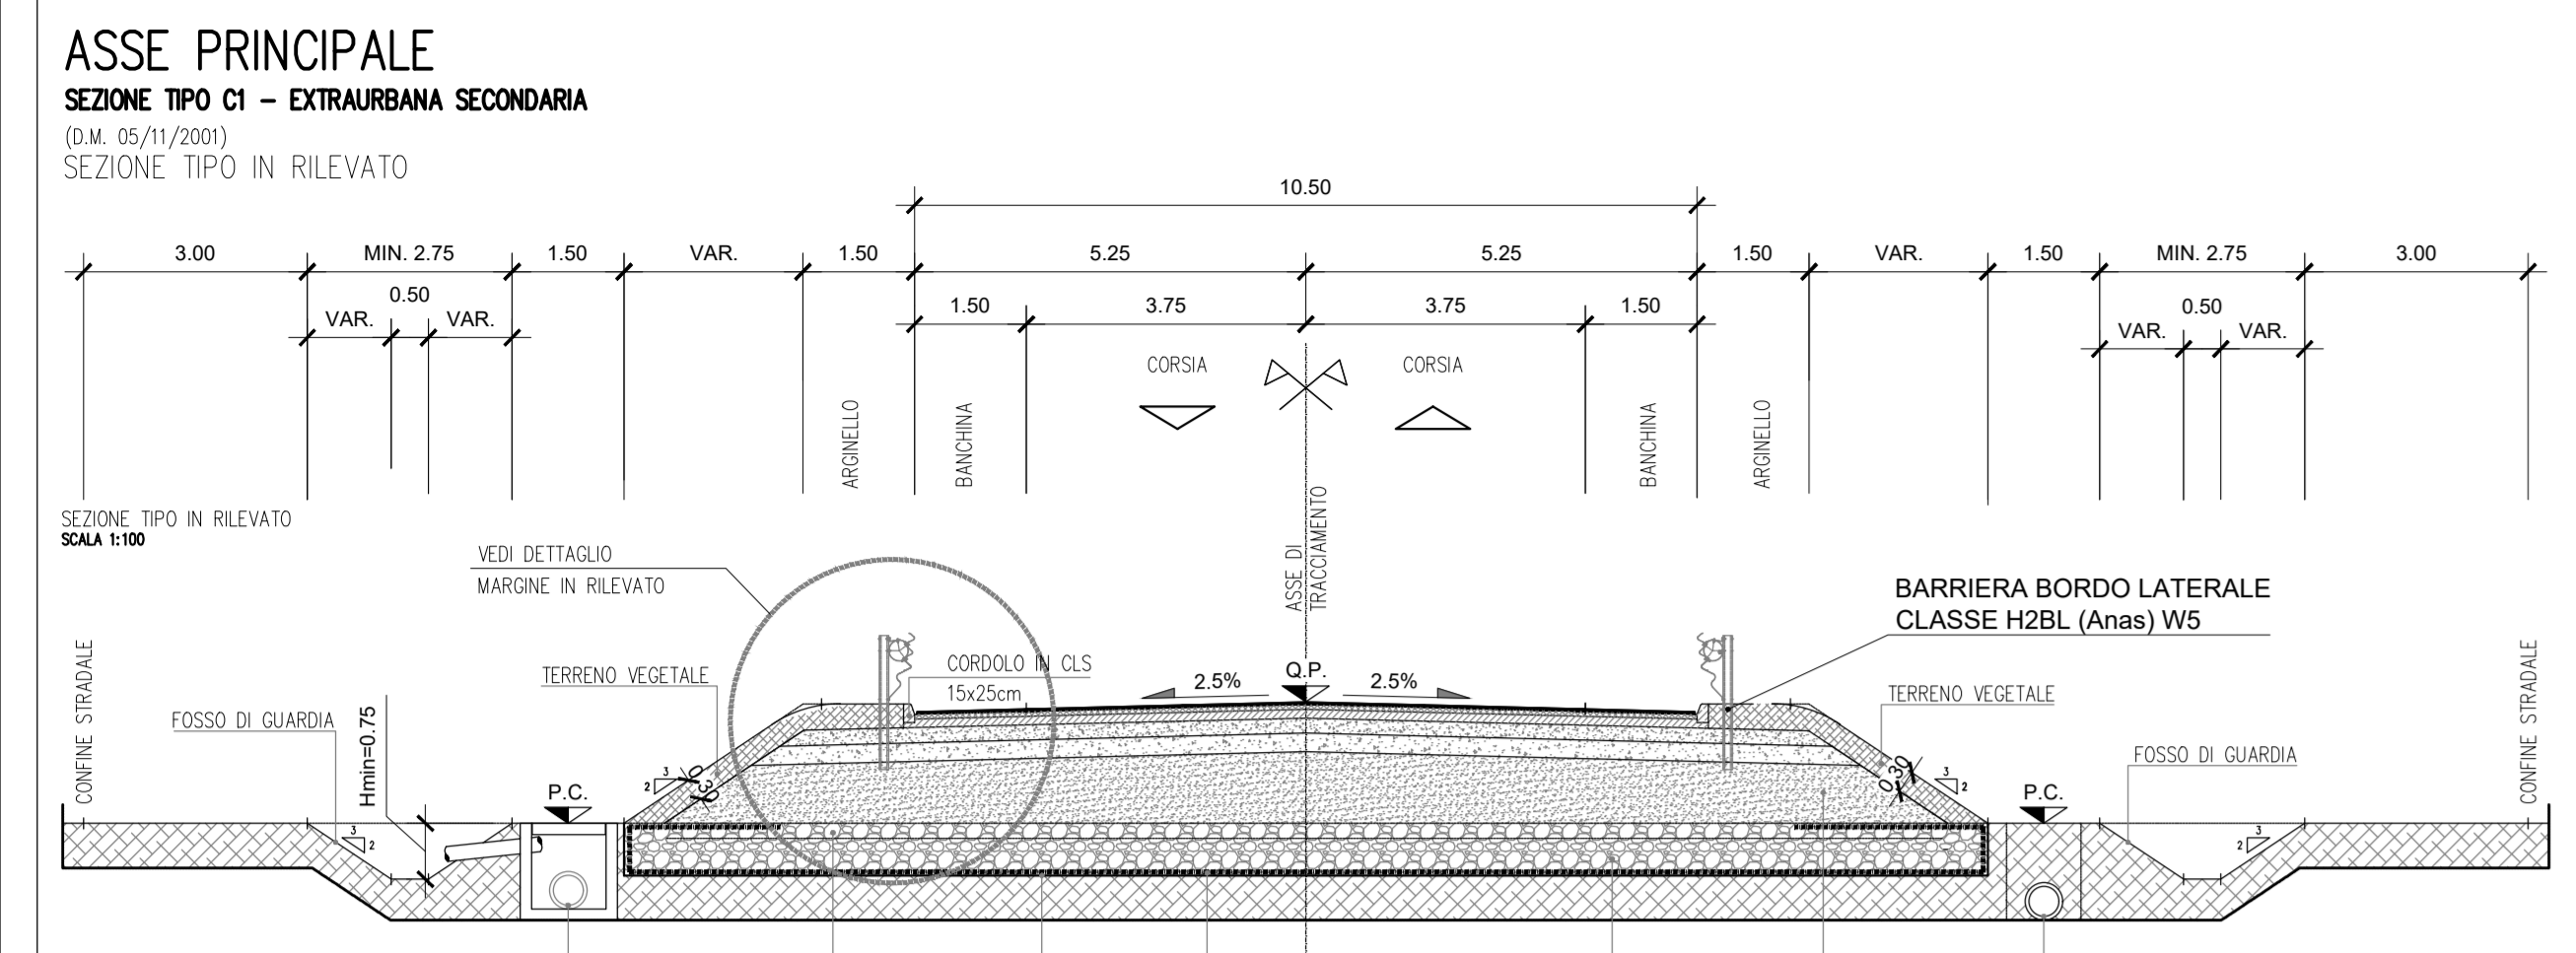 ASSE PRINCIPALE
SEZIONE TIPO C1 – EXTRAURBANA SECONDARIA
(D.M. 05/11/2001)
SEZIONE TIPO IN RILEVATO
10.50
3.00 MIN. 2.75 1.50 VAR. 1.50 5.25 5.25 1.50 VAR. 1.50 MIN. 2.75 3.00
0.50 1.50 3.75 3.75 1.50 0.50
VAR. VAR. VAR. VAR.
CORSIA CORSIA
ARGINELLO
BANCHINA
BANCHINA
ARGINELLO
ASSE DI
TRACCIAMENTO
SEZIONE TIPO IN RILEVATO
SCALA 1:100
VEDI DETTAGLIO
MARGINE IN RILEVATO
BARRIERA BORDO LATERALE
CLASSE H2BL (Anas) W5
CONFINE STRADALE
FOSSO DI GUARDIA
Hmin=0.75
TERRENO VEGETALE
CORDOLO IN CLS
15x25cm
2.5% Q.P. 2.5%
TERRENO VEGETALE
FOSSO DI GUARDIA
CONFINE STRADALE
3
2
P.C.
3
2
0.30
0.30
3
2
P.C.
3
2